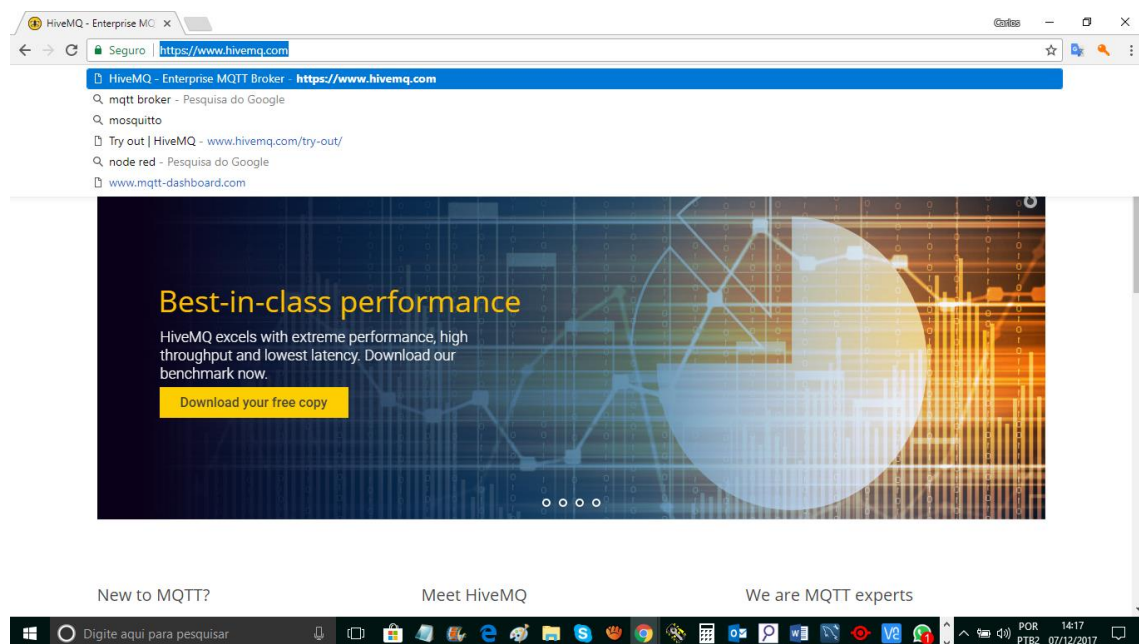 HiveMQ - Enterprise MQ
Carlos
Seguro
https://www.hivemq.com
HiveMQ - Enterprise MQTT Broker - https://www.hivemq.com
mqtt broker - Pesquisa do Google
mosquitto
Try out | HiveMQ - www.hivemq.com/try-out/
node red - Pesquisa do Google
www.mqtt-dashboard.com
Best-in-class performance
HiveMQ excels with extreme performance, high
throughput and lowest latency. Download our
benchmark now.
Download your free copy
New to MQTT? Meet HiveMQ We are MQTT experts
Digite aqui para pesquisar
POR 14:17
PTB2 07/12/2017